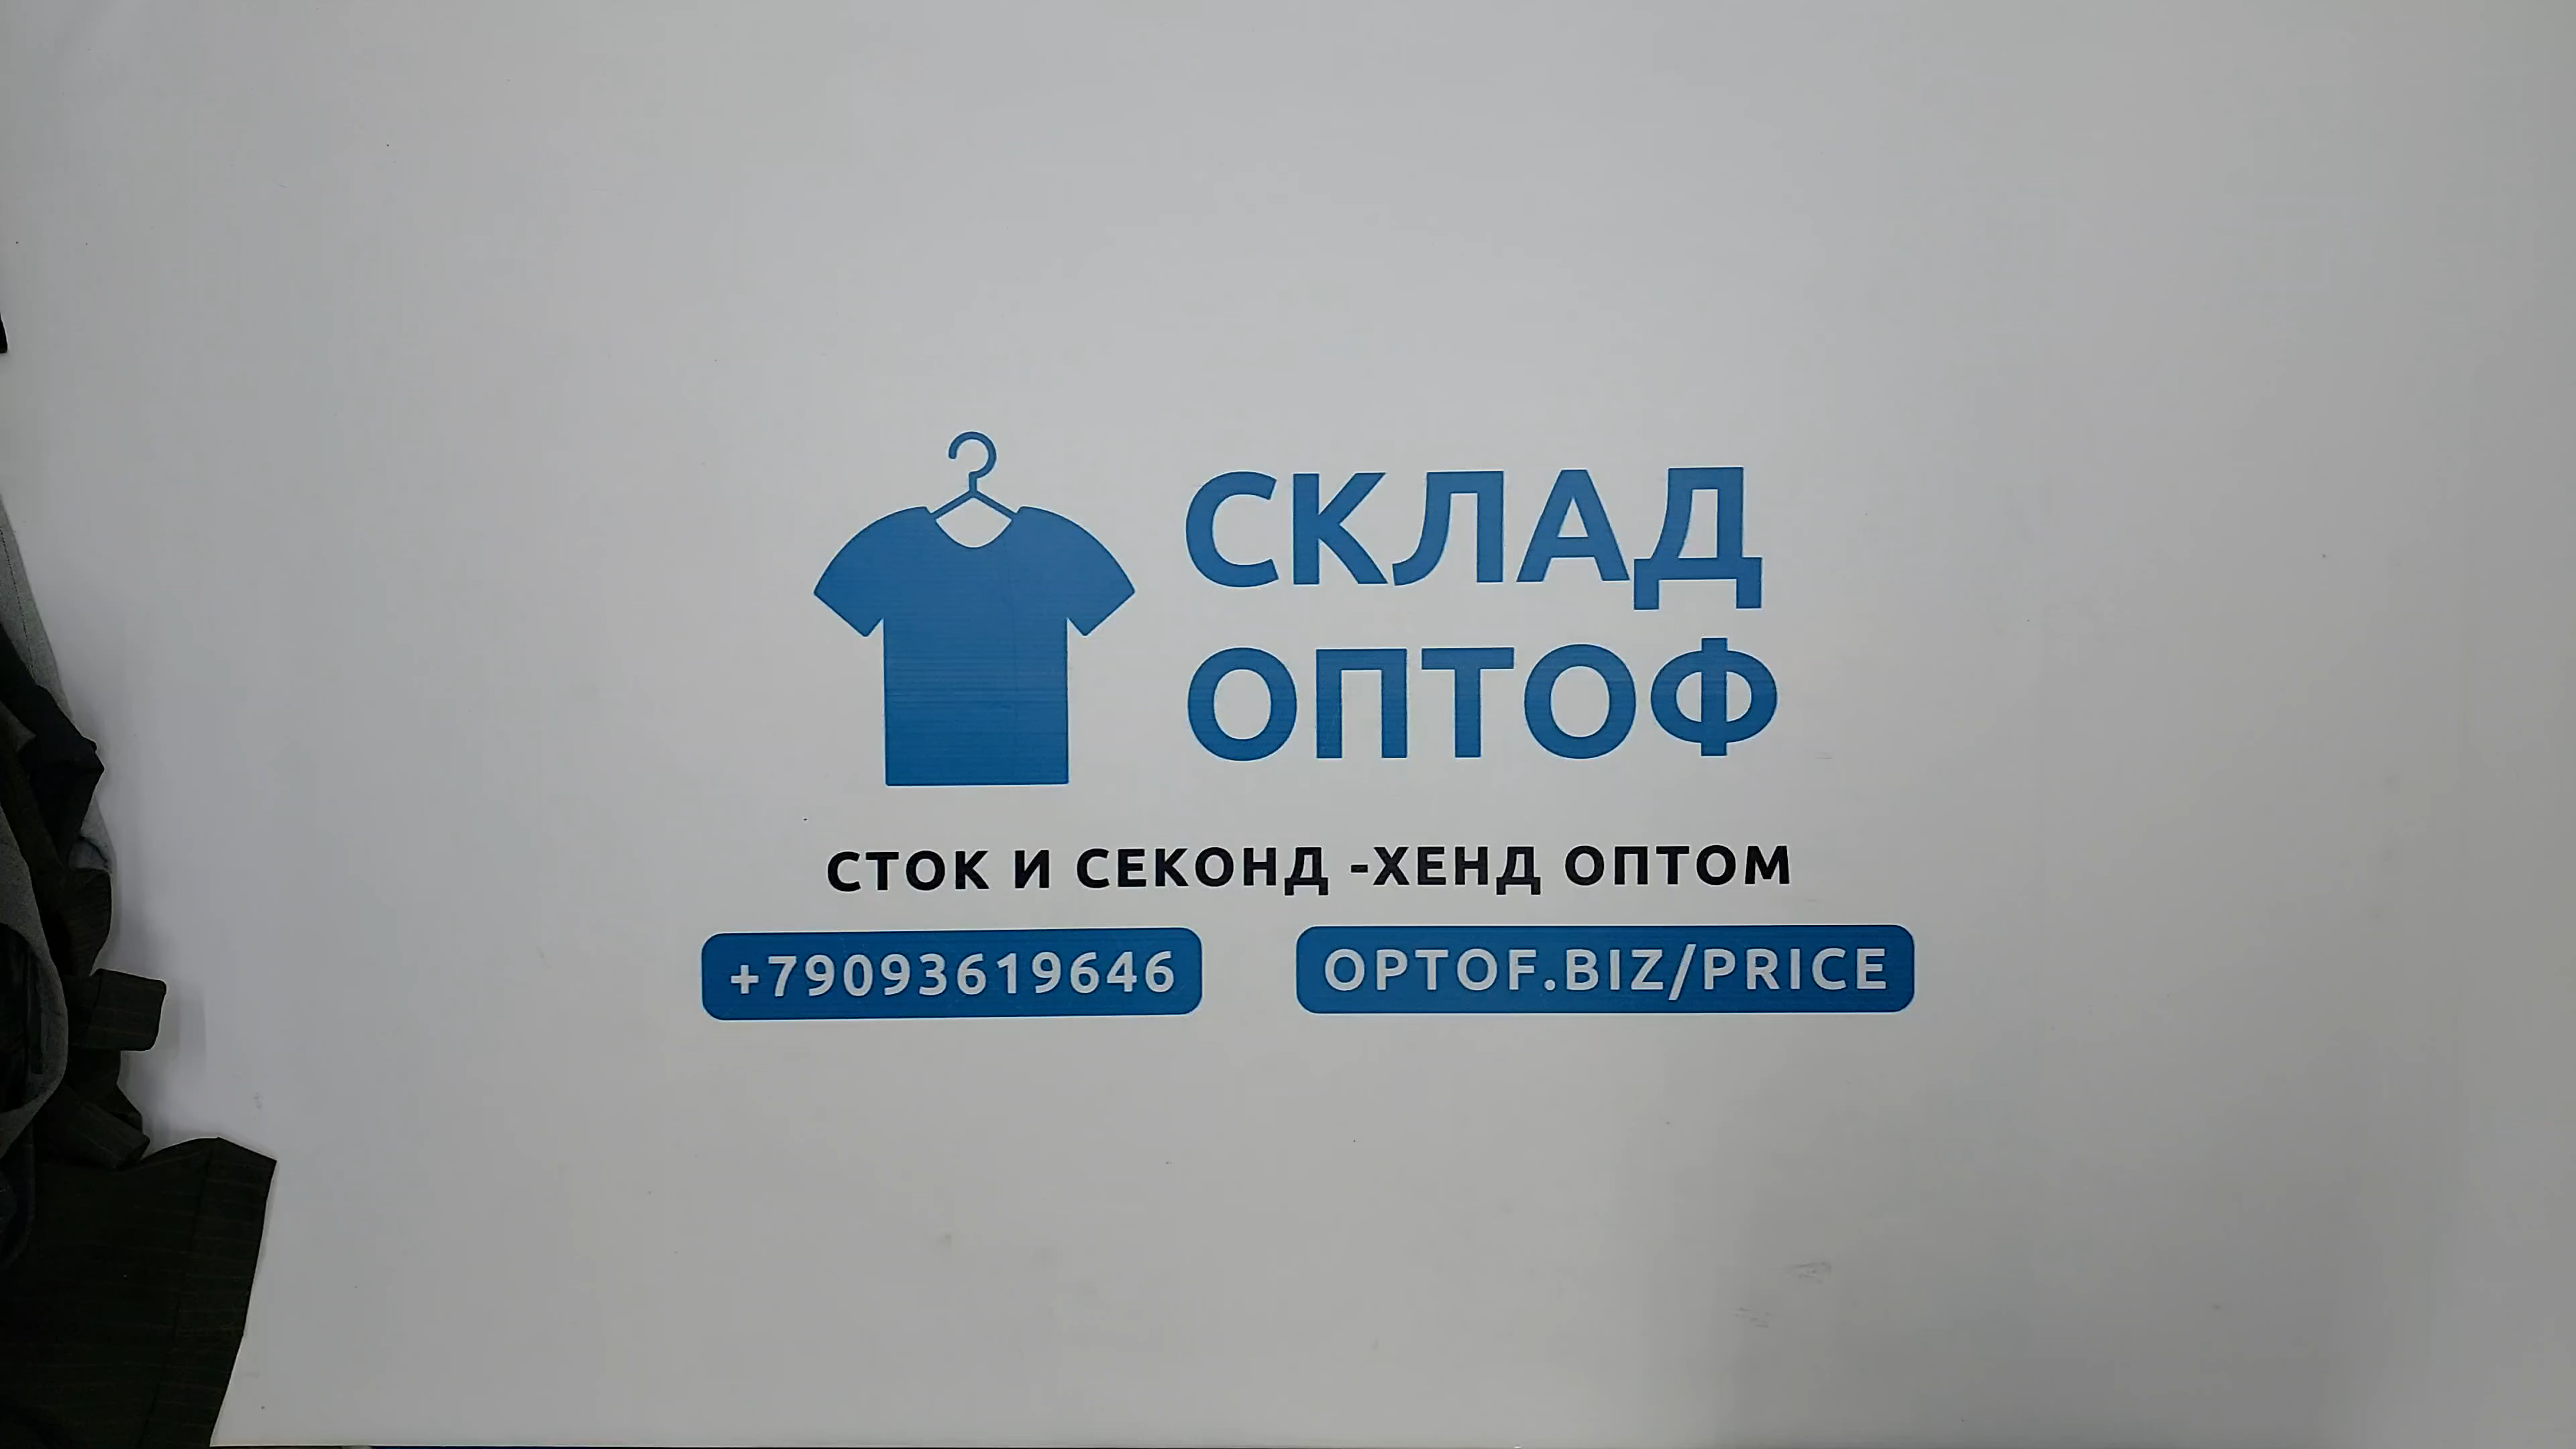 СКЛАД
ОПТОФ
СТОК И СЕКОНД -ХЕНД ОПТОМ
+79093619646
OPTOF.BIZ/PRICE